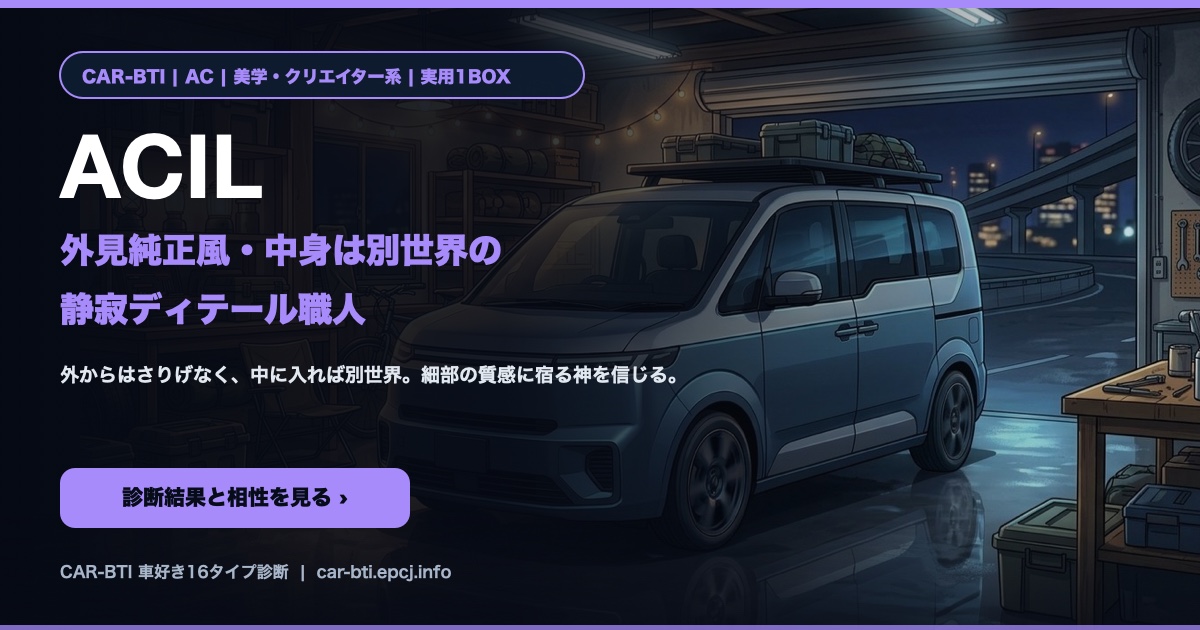 CAR-BTI | AC | 美学・クリエイター系 | 実用1BOX
ACIL
外見純正風・中身は別世界の
静寂ディテール職人
外からはさりげなく、中に入れば別世界。細部の質感に宿る神を信じる。
診断結果と相性を見る ›
CAR-BTI 車好き16タイプ診断 | car-bti.epcj.info